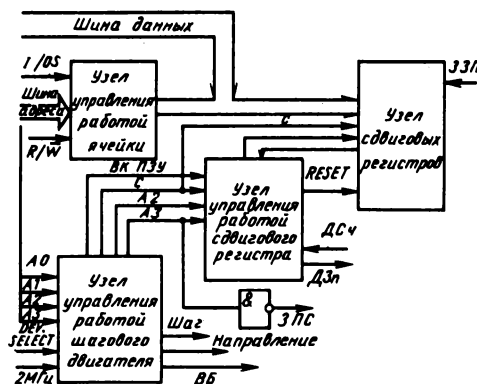 Шина данных
I/OS
Шина
адреса
R/W̅
Узел
управления
работой
ячейки
ЗЗП
Узел
сдвиговых
регистров
C
Вк ПЗУ
C
A2
A3
Узел
управления
работой
сдвигового
регистра
RESET
ДСч
ДЗп
A0
A1
A2
A3
DEV.
SELECT
2МГц
Узел
управления
работой
шагового
двигателя
&
ЗПС
Шаг
Направление
ВБ